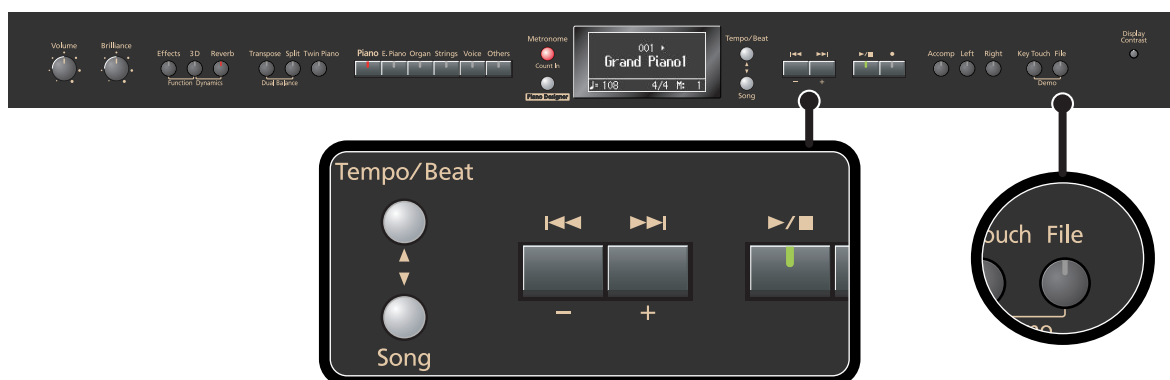 Volume Brilliance
Effects 3D Reverb
Function Dynamics
Transpose Split Twin Piano
Dual Balance
Piano E. Piano Organ Strings Voice Others
Metronome
Count In
Piano Designer
001
Grand Piano1
♩= 108 4/4 M: 1
Tempo/Beat
Song
− +
Accomp Left Right
Key Touch File
Demo
Display
Contrast
Tempo/Beat
− +
Song
ouch File
mo